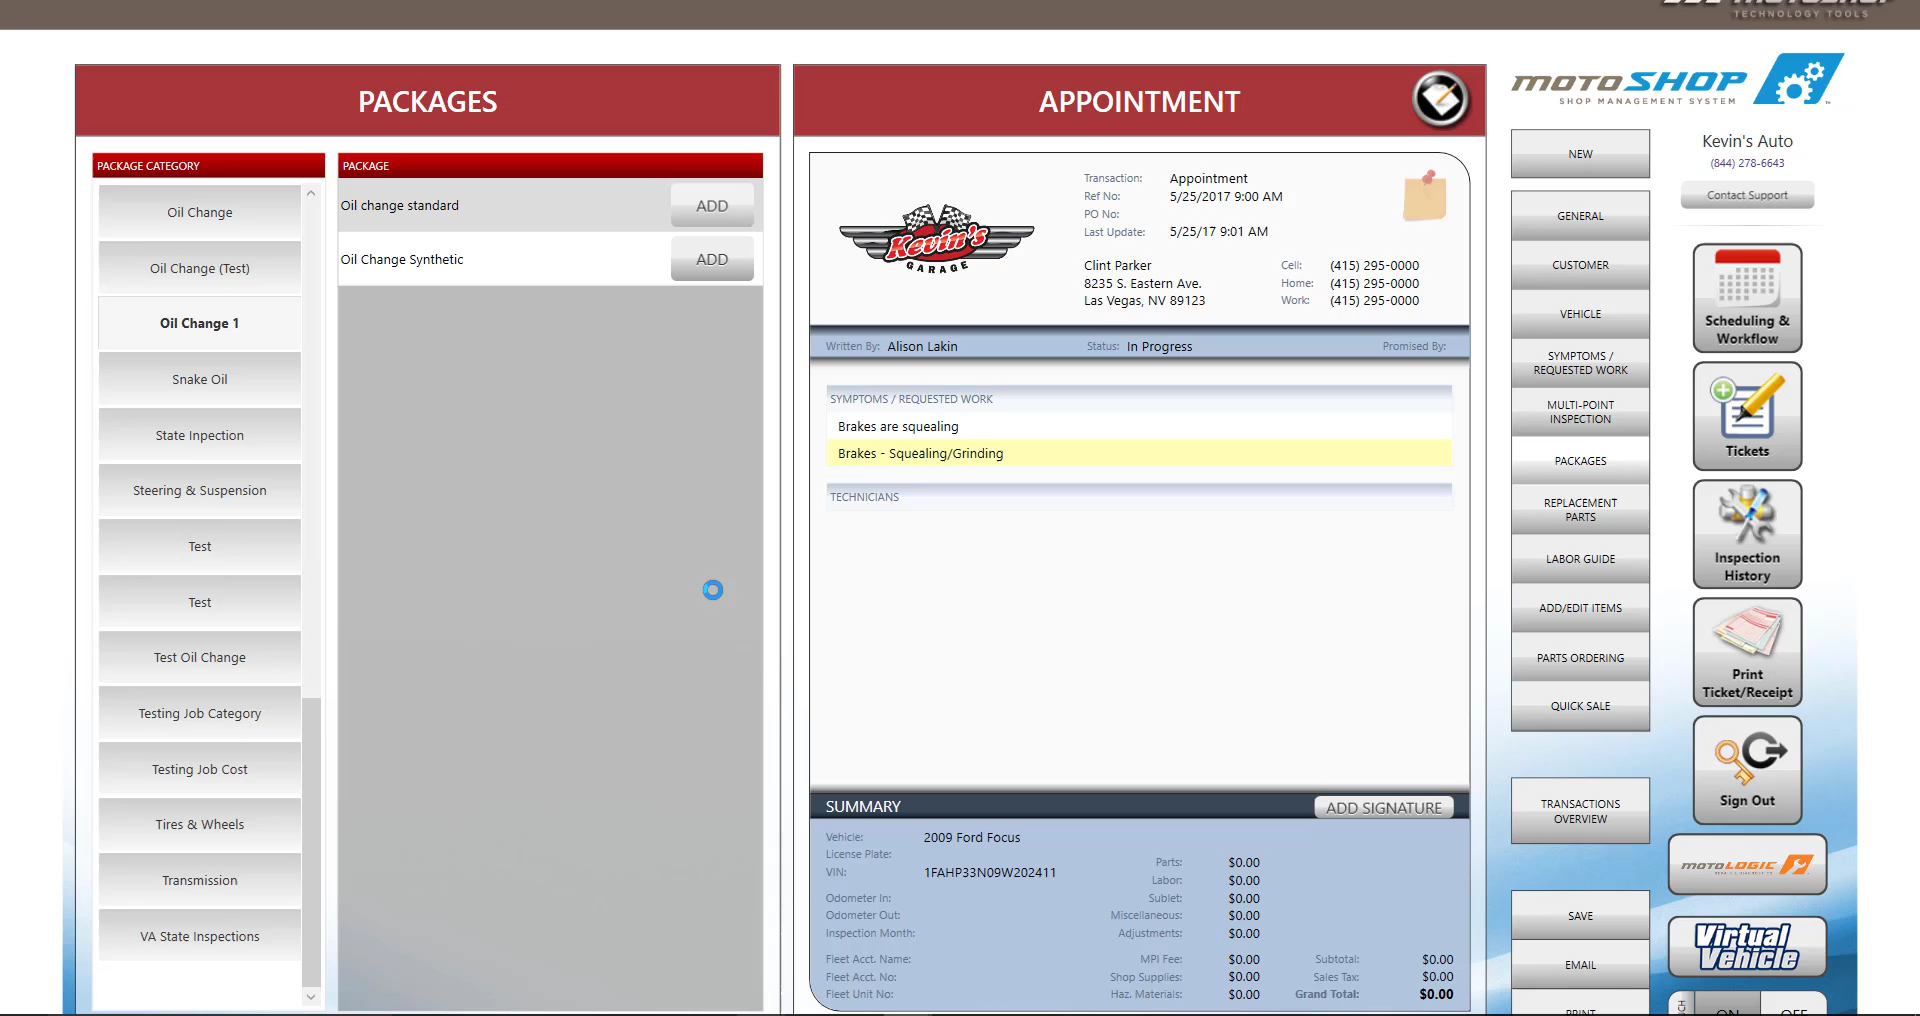 TECHNOLOGY TOOLS
PACKAGES
PACKAGE CATEGORY
Oil Change
Oil Change (Test)
Oil Change 1
Snake Oil
State Inpection
Steering & Suspension
Test
Test
Test Oil Change
Testing Job Category
Testing Job Cost
Tires & Wheels
Transmission
VA State Inspections
PACKAGE
Oil change standard
ADD
Oil Change Synthetic
ADD
APPOINTMENT
Kevin's
GARAGE
Transaction: Appointment
Ref No: 5/25/2017 9:00 AM
PO No:
Last Update: 5/25/17 9:01 AM
Clint Parker
8235 S. Eastern Ave.
Las Vegas, NV 89123
Cell: (415) 295-0000
Home: (415) 295-0000
Work: (415) 295-0000
Written By: Alison Lakin Status: In Progress Promised By:
SYMPTOMS / REQUESTED WORK
Brakes are squealing
Brakes - Squealing/Grinding
TECHNICIANS
SUMMARY
ADD SIGNATURE
Vehicle: 2009 Ford Focus
License Plate:
VIN: 1FAHP33N09W202411
Odometer In:
Odometer Out:
Inspection Month:
Fleet Acct. Name:
Fleet Acct. No:
Fleet Unit No:
Parts: $0.00
Labor: $0.00
Sublet: $0.00
Miscellaneous: $0.00
Adjustments: $0.00
MPI Fee: $0.00
Shop Supplies: $0.00
Haz. Materials: $0.00
Subtotal: $0.00
Sales Tax: $0.00
Grand Total: $0.00
MOTOSHOP
SHOP MANAGEMENT SYSTEM
NEW
GENERAL
CUSTOMER
VEHICLE
SYMPTOMS /
REQUESTED WORK
MULTI-POINT
INSPECTION
PACKAGES
REPLACEMENT
PARTS
LABOR GUIDE
ADD/EDIT ITEMS
PARTS ORDERING
QUICK SALE
TRANSACTIONS
OVERVIEW
SAVE
EMAIL
PRINT
Kevin's Auto
(844) 278-6643
Contact Support
Scheduling &
Workflow
Tickets
Inspection
History
Print
Ticket/Receipt
Sign Out
MOTOLOGIC
Virtual
Vehicle
ON OFF